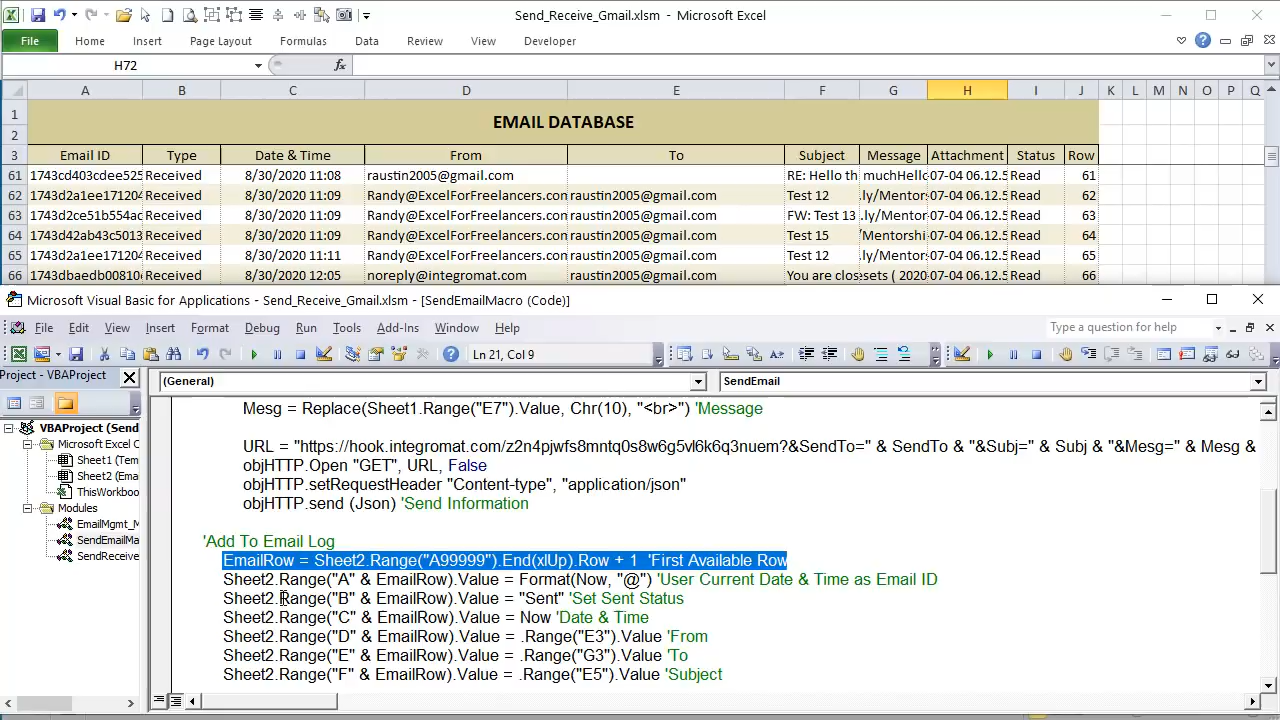 Send_Receive_Gmail.xlsm - Microsoft Excel
File Home Insert Page Layout Formulas Data Review View Developer
H72 fx
A B C D E F G H I J K L M N O P Q
1 EMAIL DATABASE
2
3 Email ID Type Date & Time From To Subject Message Attachment Status Row
61 1743cd403cdee525 Received 8/30/2020 11:08 raustin2005@gmail.com RE: Hello th muchHello 07-04 06.12.5 Read 61
62 1743d2a1ee171204 Received 8/30/2020 11:09 Randy@ExcelForFreelancers.con raustin2005@gmail.com Test 12 .ly/Mentors 07-04 06.12.5 Read 62
63 1743d2ce51b554ac Received 8/30/2020 11:09 Randy@ExcelForFreelancers.con raustin2005@gmail.com FW: Test 13 .ly/Mentors 07-04 06.12.5 Read 63
64 1743d42ab43c5013 Received 8/30/2020 11:09 Randy@ExcelForFreelancers.con raustin2005@gmail.com Test 15 /Mentorshi 07-04 06.12.5 Read 64
65 1743d2a1ee171204 Received 8/30/2020 11:11 Randy@ExcelForFreelancers.con raustin2005@gmail.com Test 12 .ly/Mentors 07-04 06.12.5 Read 65
66 1743dbaedb00810 Received 8/30/2020 12:05 noreply@integromat.com raustin2005@gmail.com You are clos sets ( 2020 07-04 06.12.5 Read 66
Microsoft Visual Basic for Applications - Send_Receive_Gmail.xlsm - [SendEmailMacro (Code)]
File Edit View Insert Format Debug Run Tools Add-Ins Window Help Type a question for help
Ln 21, Col 9
Project - VBAProject
(General) SendEmail
VBAProject (Send
Microsoft Excel C
Sheet1 (Tem
Sheet2 (Ema
ThisWorkboo
Modules
EmailMgmt_M
SendEmailMa
SendReceive
Mesg = Replace(Sheet1.Range("E7").Value, Chr(10), "<br>") 'Message
URL = "https://hook.integromat.com/z2n4pjwfs8mntq0s8w6g5vl6k6q3nuem?&SendTo=" & SendTo & "&Subj=" & Subj & "&Mesg=" & Mesg &
objHTTP.Open "GET", URL, False
objHTTP.setRequestHeader "Content-type", "application/json"
objHTTP.send (Json) 'Send Information
'Add To Email Log
EmailRow = Sheet2.Range("A99999").End(xlUp).Row + 1 'First Available Row
Sheet2.Range("A" & EmailRow).Value = Format(Now, "@") 'User Current Date & Time as Email ID
Sheet2.Range("B" & EmailRow).Value = "Sent" 'Set Sent Status
Sheet2.Range("C" & EmailRow).Value = Now 'Date & Time
Sheet2.Range("D" & EmailRow).Value = .Range("E3").Value 'From
Sheet2.Range("E" & EmailRow).Value = .Range("G3").Value 'To
Sheet2.Range("F" & EmailRow).Value = .Range("E5").Value 'Subject